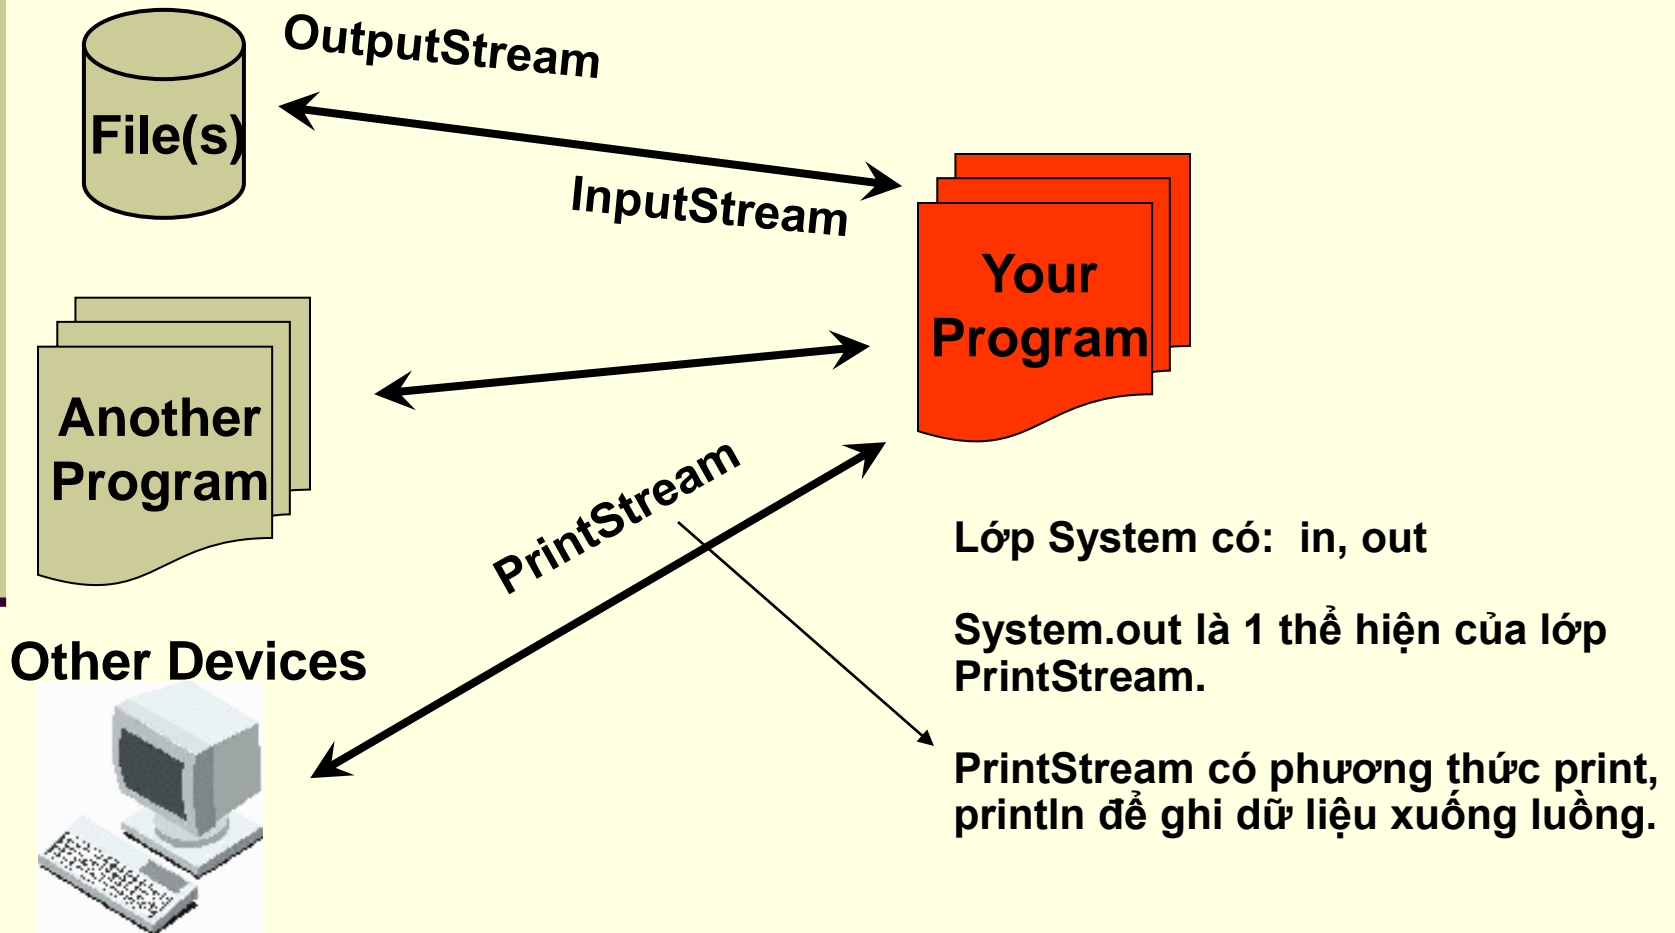 OutputStream
File(s)
InputStream
Your
Program
Another
Program
PrintStream
Lớp System có:  in, out
System.out là 1 thể hiện của lớp
PrintStream.
Other Devices
PrintStream có phương thức print,
println để ghi dữ liệu xuống luồng.